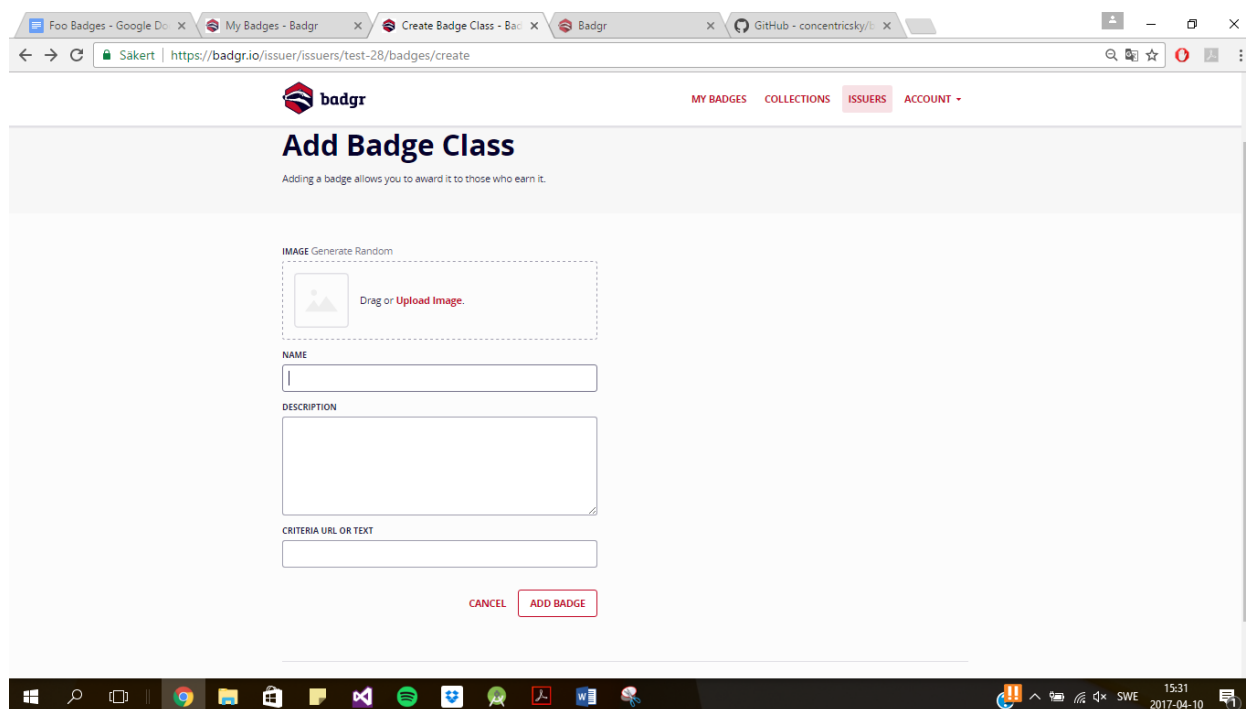 Foo Badges - Google Do
My Badges - Badgr
Create Badge Class - Bad
Badgr
GitHub - concentricsky/b
Säkert
https://badgr.io/issuer/issuers/test-28/badges/create
badgr
MY BADGES COLLECTIONS ISSUERS ACCOUNT
Add Badge Class
Adding a badge allows you to award it to those who earn it.
IMAGE Generate Random
Drag or Upload Image.
NAME
DESCRIPTION
CRITERIA URL OR TEXT
CANCEL ADD BADGE
SWE
15:31
2017-04-10